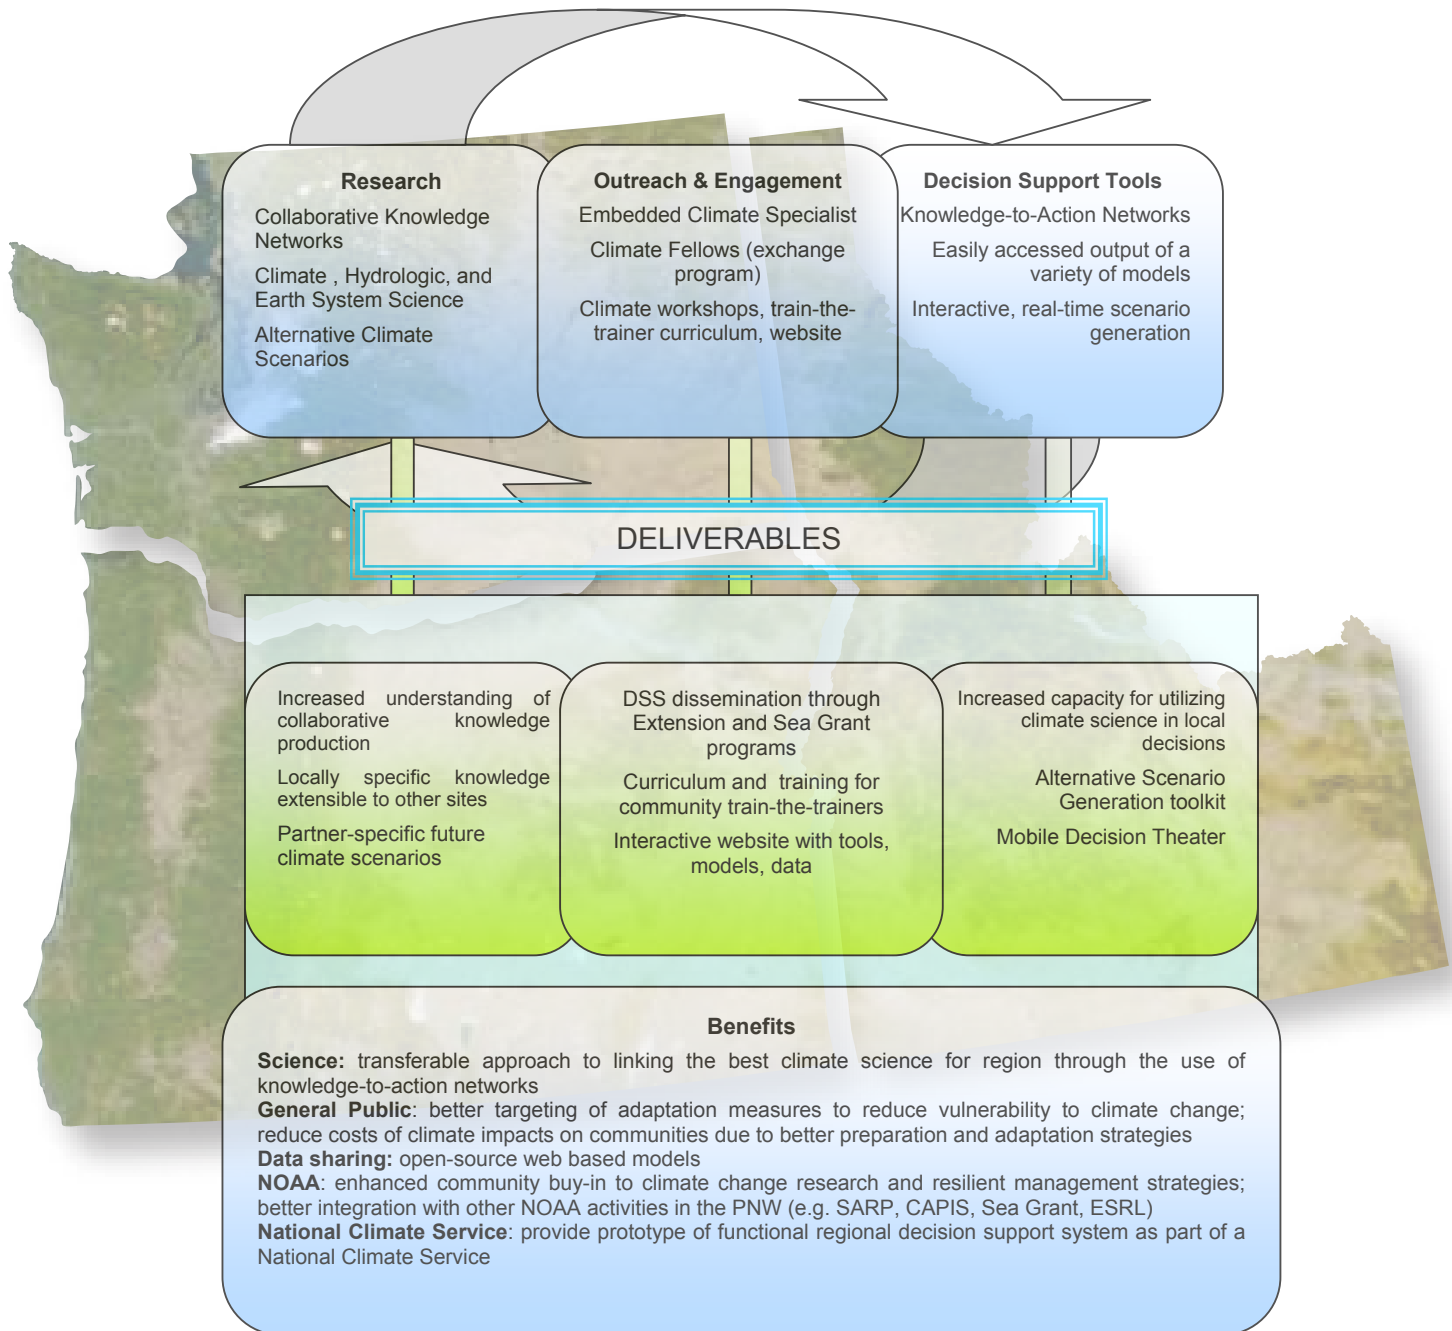 Research
Collaborative Knowledge
Networks
Climate , Hydrologic, and
Earth System Science
Alternative Climate
Scenarios
Outreach & Engagement
Embedded Climate Specialist
Climate Fellows (exchange
program)
Climate workshops, train-the-
trainer curriculum, website
Decision Support Tools
Knowledge-to-Action Networks
Easily accessed output of a
variety of models
Interactive, real-time scenario
generation
DELIVERABLES
Increased understanding of
collaborative knowledge
production
Locally specific knowledge
extensible to other sites
Partner-specific future
climate scenarios
DSS dissemination through
Extension and Sea Grant
programs
Curriculum and training for
community train-the-trainers
Interactive website with tools,
models, data
Increased capacity for utilizing
climate science in local
decisions
Alternative Scenario
Generation toolkit
Mobile Decision Theater
Benefits
Science: transferable approach to linking the best climate science for region through the use of
knowledge-to-action networks
General Public: better targeting of adaptation measures to reduce vulnerability to climate change;
reduce costs of climate impacts on communities due to better preparation and adaptation strategies
Data sharing: open-source web based models
NOAA: enhanced community buy-in to climate change research and resilient management strategies;
better integration with other NOAA activities in the PNW (e.g. SARP, CAPIS, Sea Grant, ESRL)
National Climate Service: provide prototype of functional regional decision support system as part of a
National Climate Service